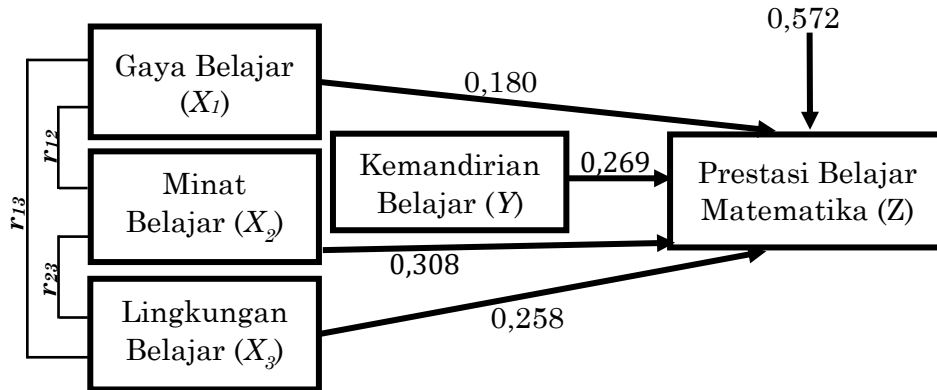 0,572
Gaya Belajar
(X₁)
0,180
r₁₂
r₁₃
Kemandirian
Belajar (Y)
0,269
Prestasi Belajar
Matematika (Z)
Minat
Belajar (X₂)
0,308
r₂₃
Lingkungan
Belajar (X₃)
0,258